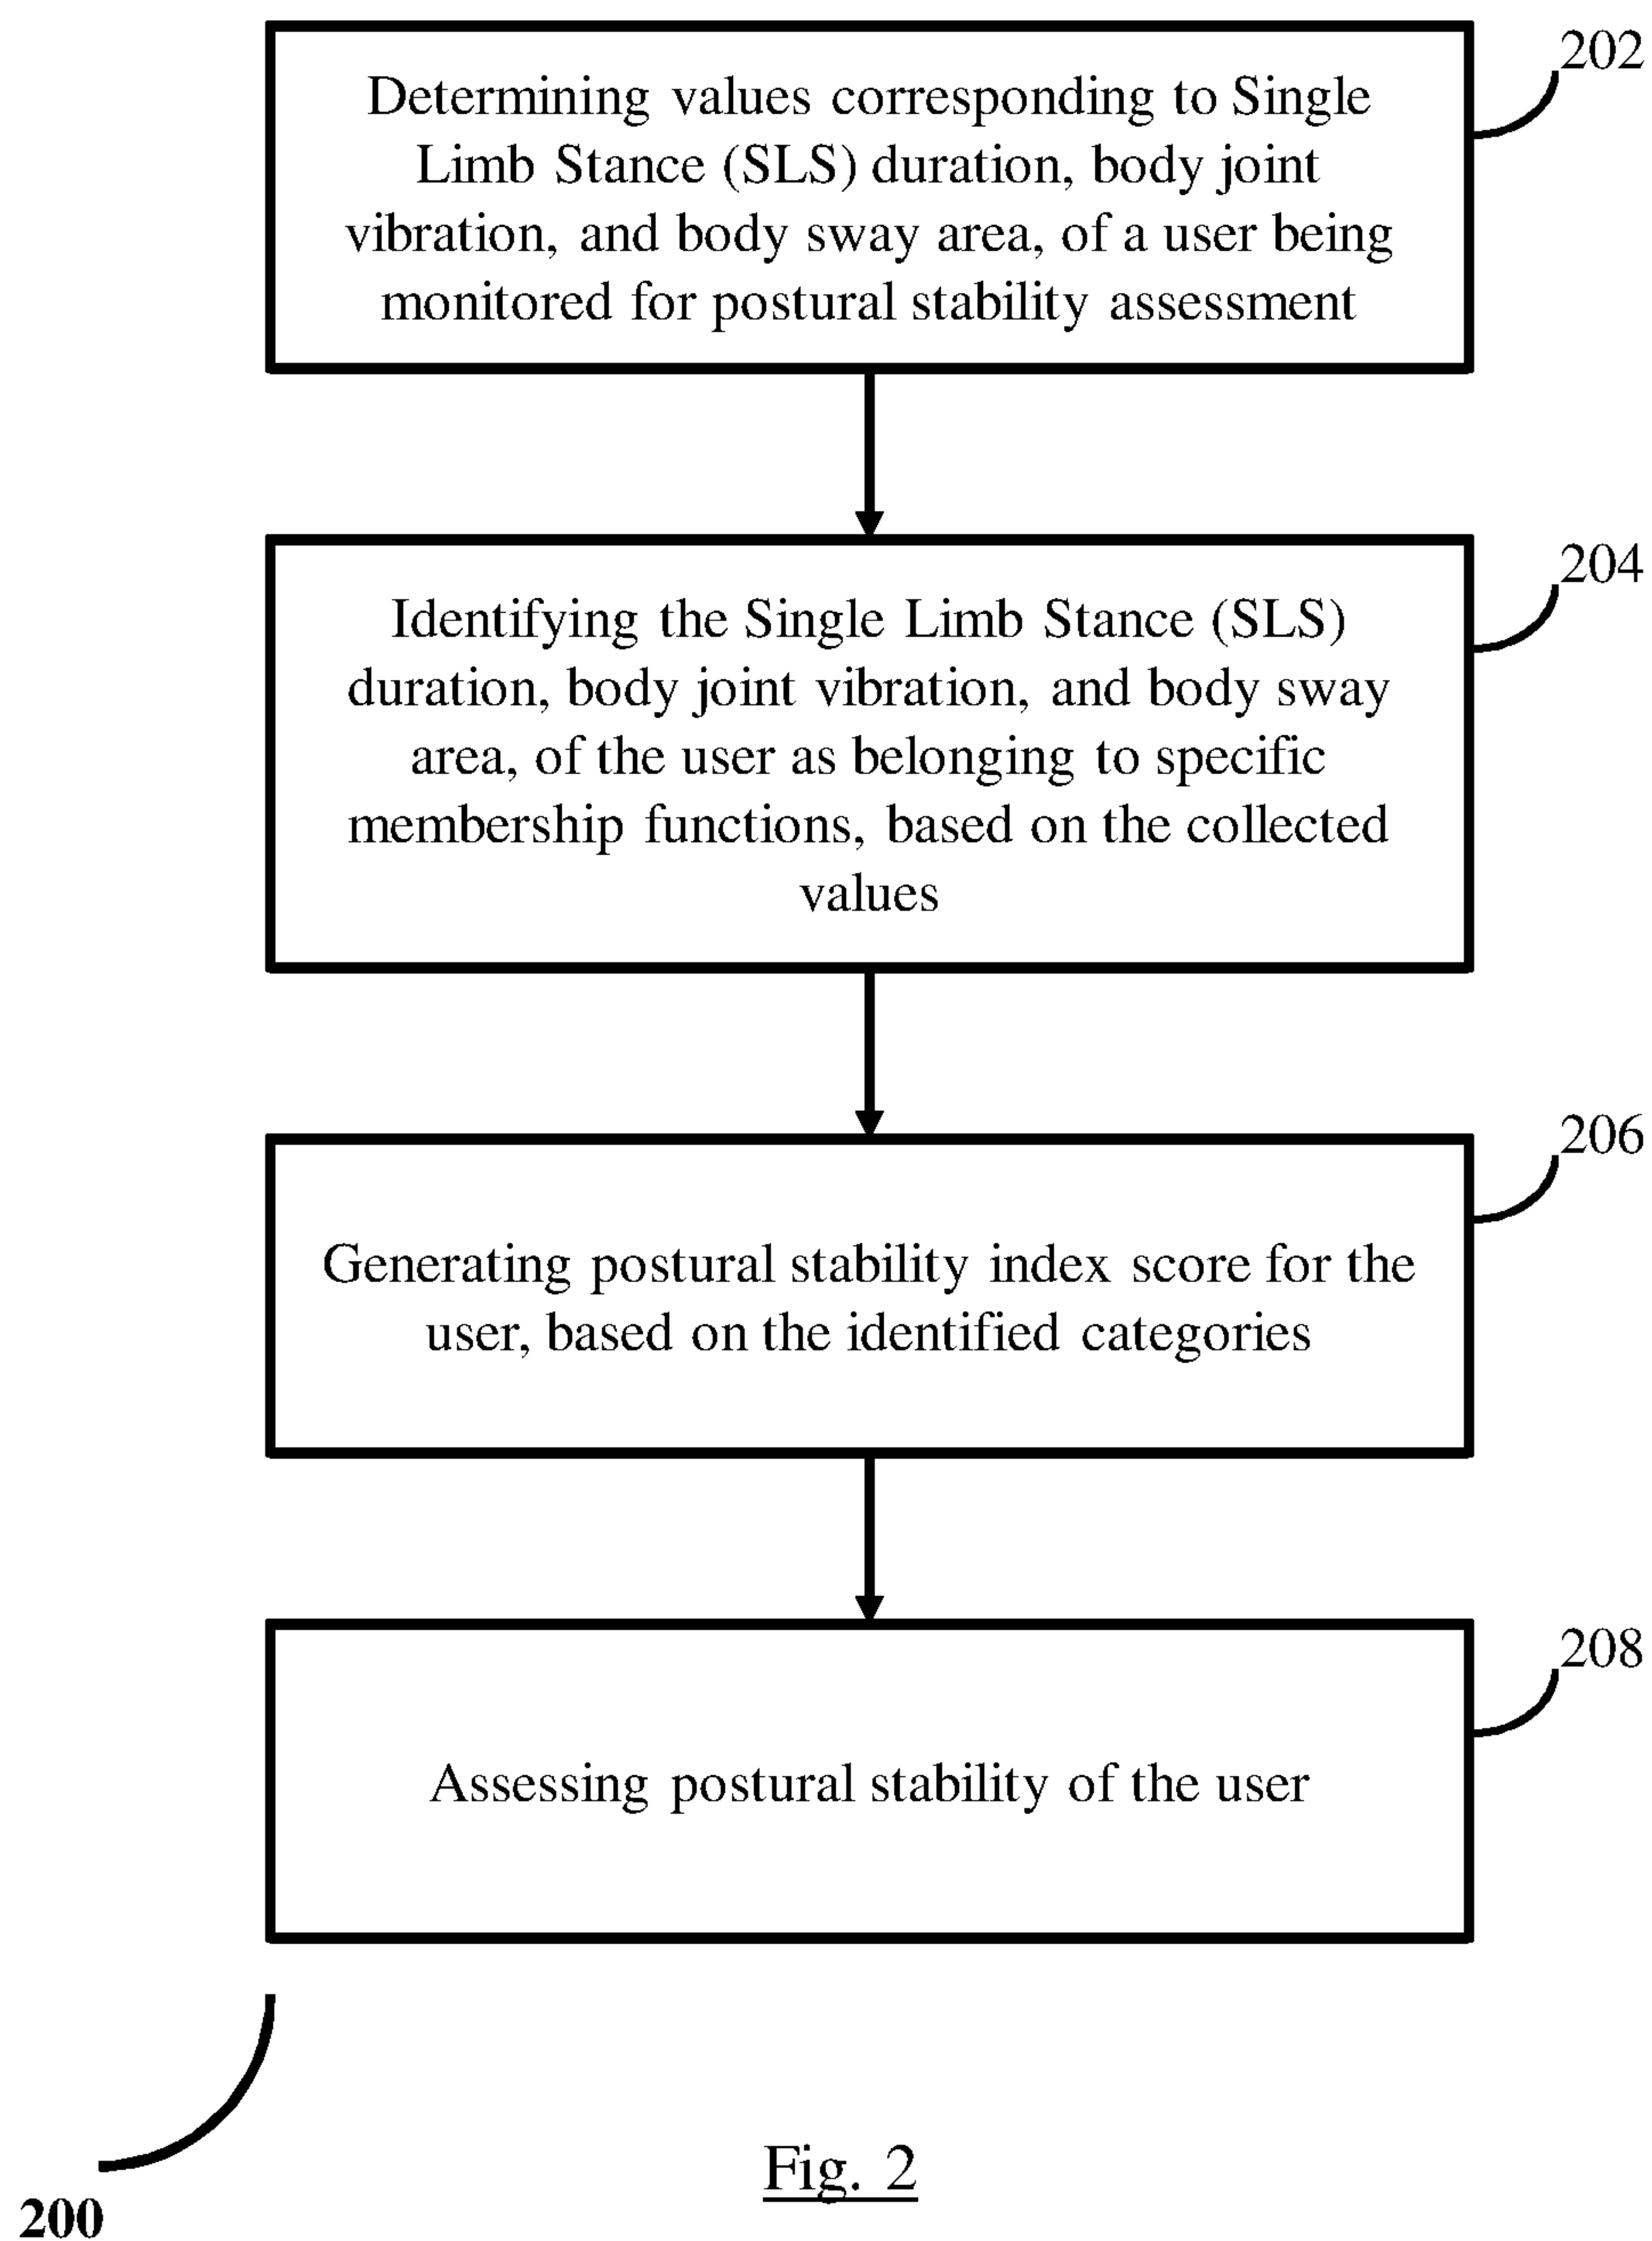 202
Determining values corresponding to Single
Limb Stance (SLS) duration, body joint
vibration, and body sway area, of a user being
monitored for postural stability assessment
204
Identifying the Single Limb Stance (SLS)
duration, body joint vibration, and body sway
area, of the user as belonging to specific
membership functions, based on the collected
values
206
Generating postural stability index score for the
user, based on the identified categories
208
Assessing postural stability of the user
200
Fig. 2